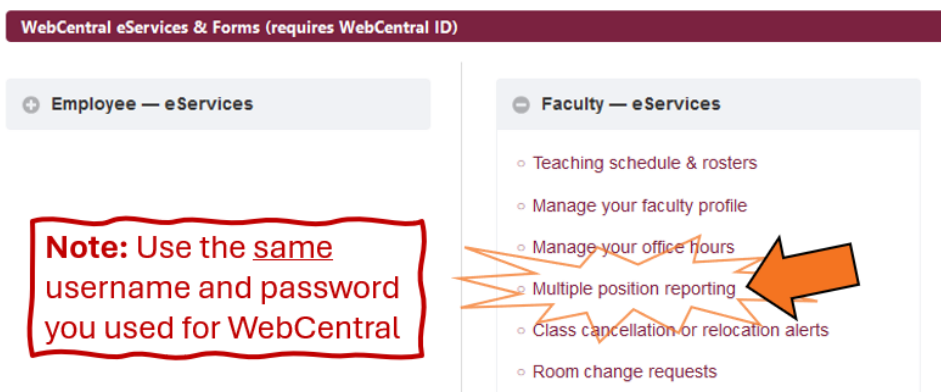 WebCentral eServices & Forms (requires WebCentral ID)
Employee — eServices
Note: Use the same
username and password
you used for WebCentral
Faculty — eServices
Teaching schedule & rosters
Manage your faculty profile
Manage your office hours
Multiple position reporting
Class cancellation or relocation alerts
Room change requests